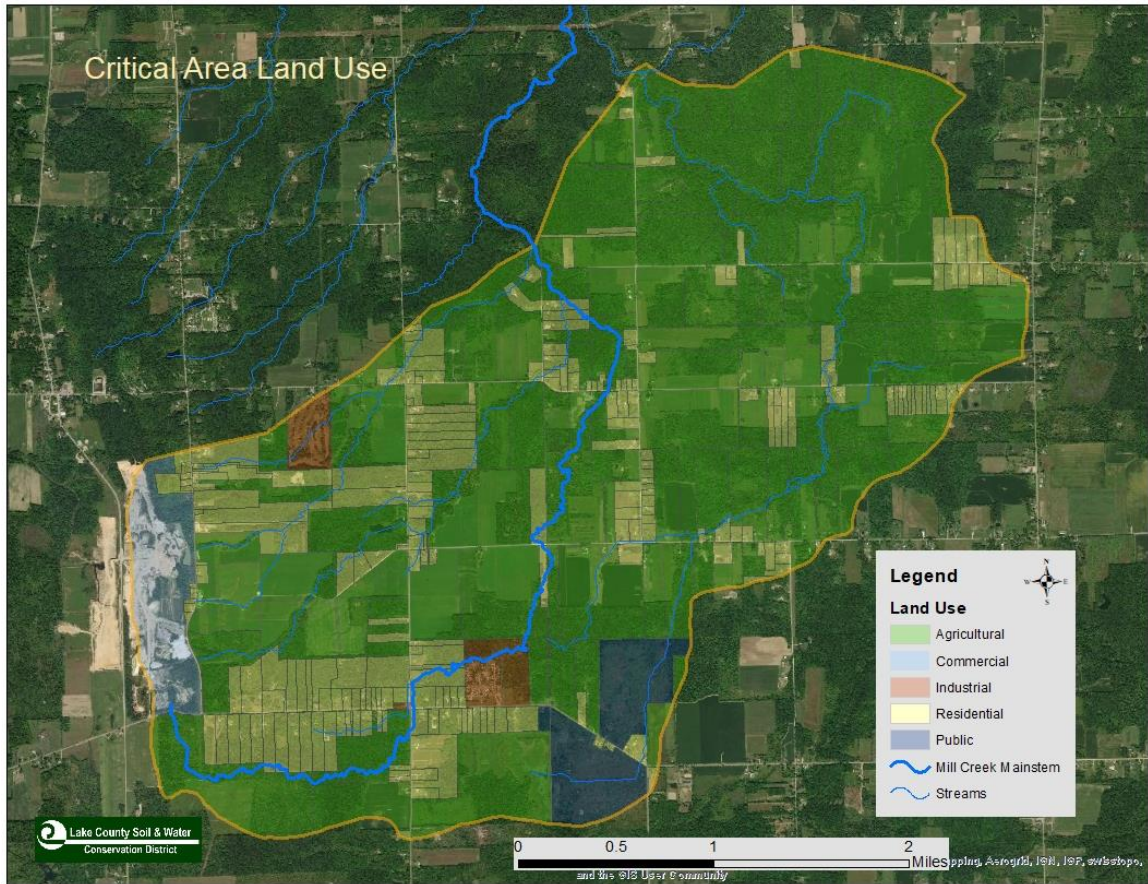 Critical Area Land Use
Legend
N
W E
S
Land Use
Agricultural
Commercial
Industrial
Residential
Public
Mill Creek Mainstem
Streams
Lake County Soil & Water
Conservation District
0 0.5 1 2
Miles
pping, Aerogrid, IGN, IGP, swisstopo,
and the GIS User Community